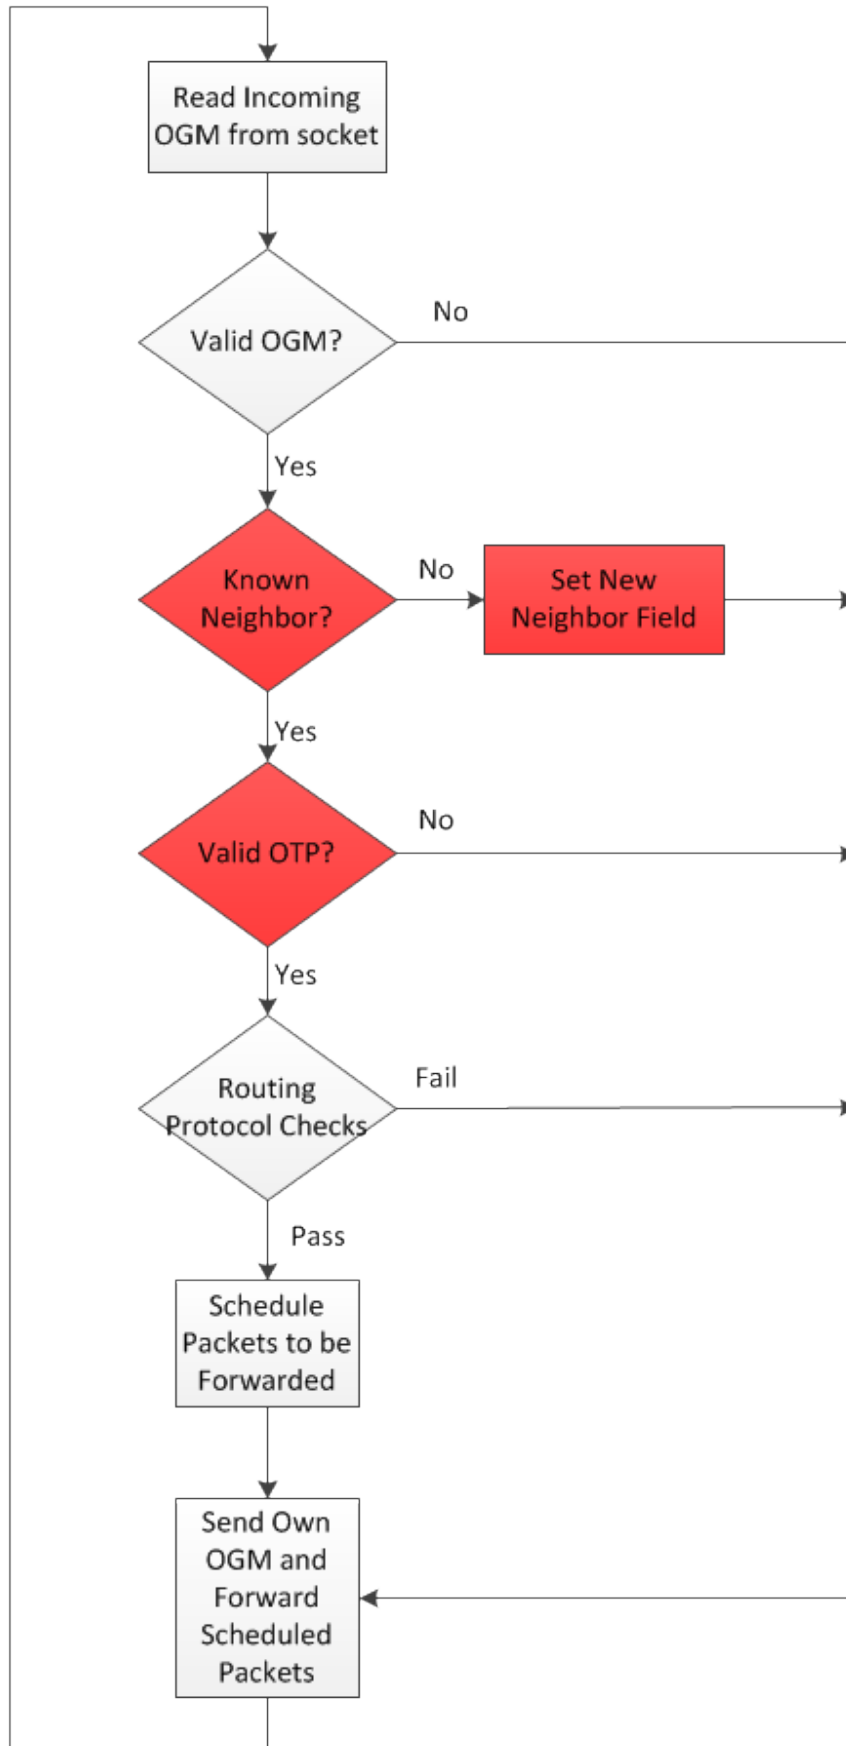 Read Incoming
OGM from socket
Valid OGM?
No
Yes
Known
Neighbor?
No
Set New
Neighbor Field
Yes
Valid OTP?
No
Yes
Routing
Protocol Checks
Fail
Pass
Schedule
Packets to be
Forwarded
Send Own
OGM and
Forward
Scheduled
Packets